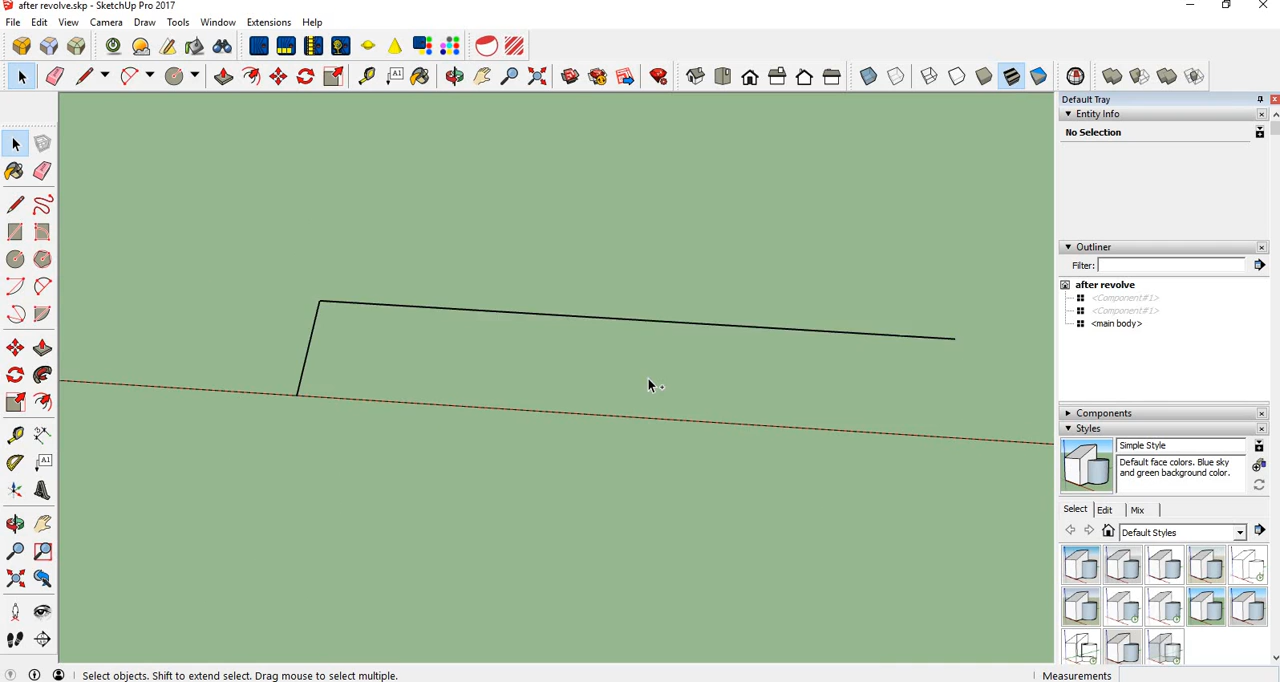 after revolve.skp - SketchUp Pro 2017
File Edit View Camera Draw Tools Window Extensions Help
A1
Default Tray
Entity Info
No Selection
Outliner
Filter:
after revolve
<Component#1>
<Component#1>
<main body>
Components
Styles
Simple Style
Default face colors. Blue sky
and green background color.
Select Edit Mix
Default Styles
A1
Select objects. Shift to extend select. Drag mouse to select multiple.
Measurements